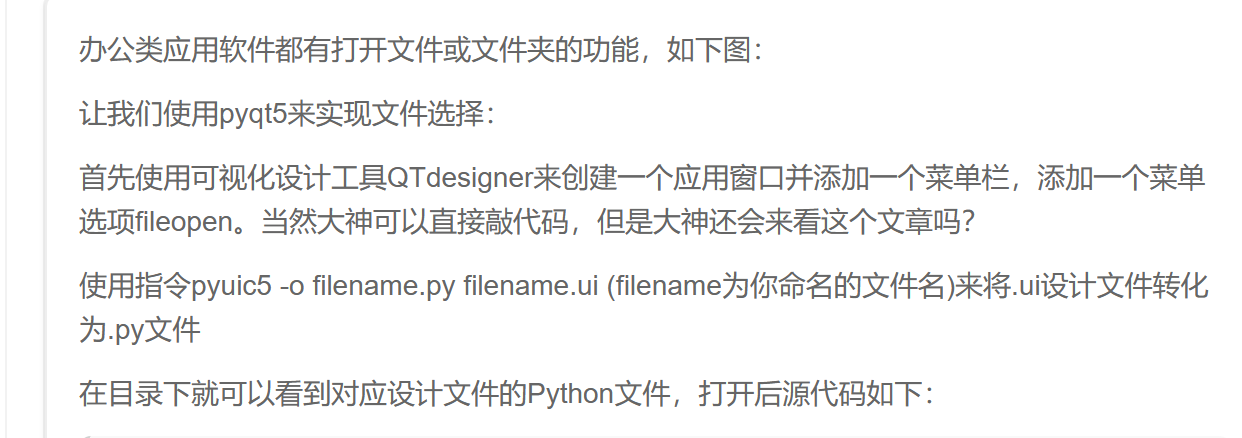 办公类应用软件都有打开文件或文件夹的功能，如下图：
让我们使用pyqt5来实现文件选择：
首先使用可视化设计工具QTdesigner来创建一个应用窗口并添加一个菜单栏，添加一个菜单
选项fileopen。当然大神可以直接敲代码，但是大神还会来看这个文章吗？
使用指令pyuic5 -o filename.py filename.ui (filename为你命名的文件名)来将.ui设计文件转化
为.py文件
在目录下就可以看到对应设计文件的Python文件，打开后源代码如下：